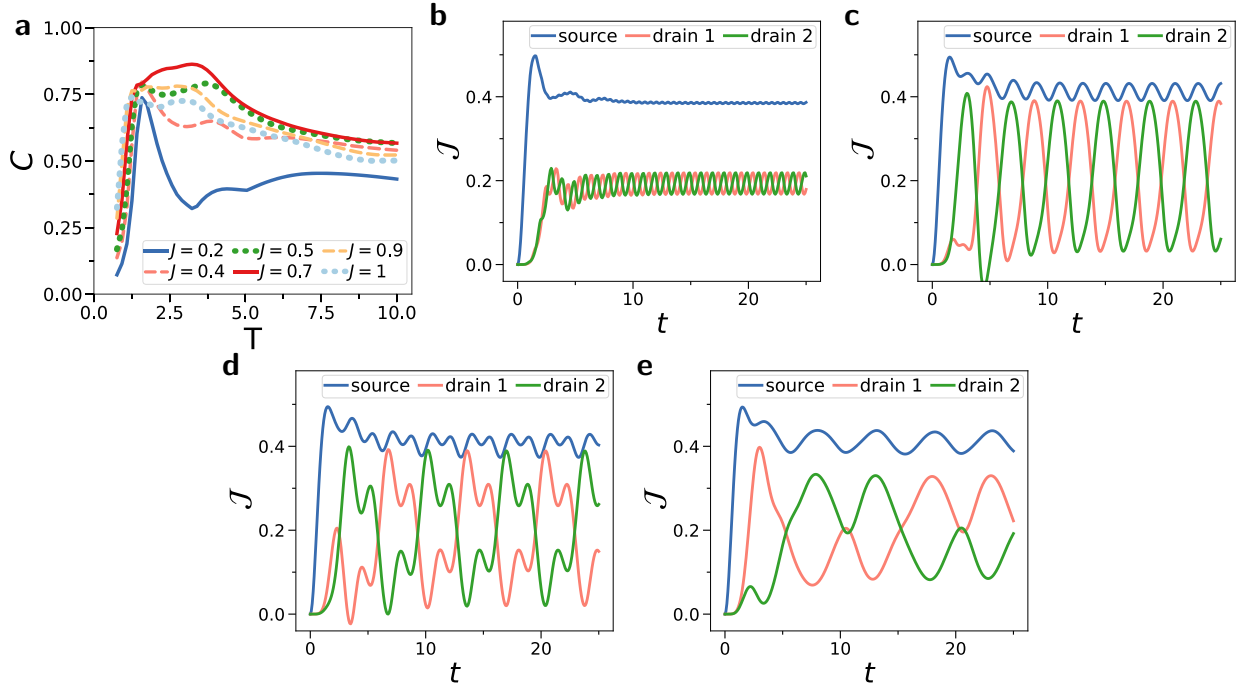 a
1.00
0.75
0.50
0.25
0.00
C
J = 0.2
J = 0.5
J = 0.9
J = 0.4
J = 0.7
J = 1
0.0 2.5 5.0 7.5 10.0
T
b
source drain 1 drain 2
0.4
0.2
0.0
𝒥
0 10 20
t
c
source drain 1 drain 2
0.4
0.2
0.0
𝒥
0 10 20
t
d
source drain 1 drain 2
0.4
0.2
0.0
𝒥
0 10 20
t
e
source drain 1 drain 2
0.4
0.2
0.0
𝒥
0 10 20
t